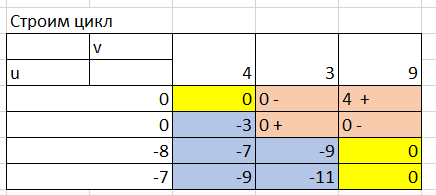 Строим цикл
v
u 4 3 9
0 0 0 - 4 +
0 -3 0 + 0 -
-8 -7 -9 0
-7 -9 -11 0